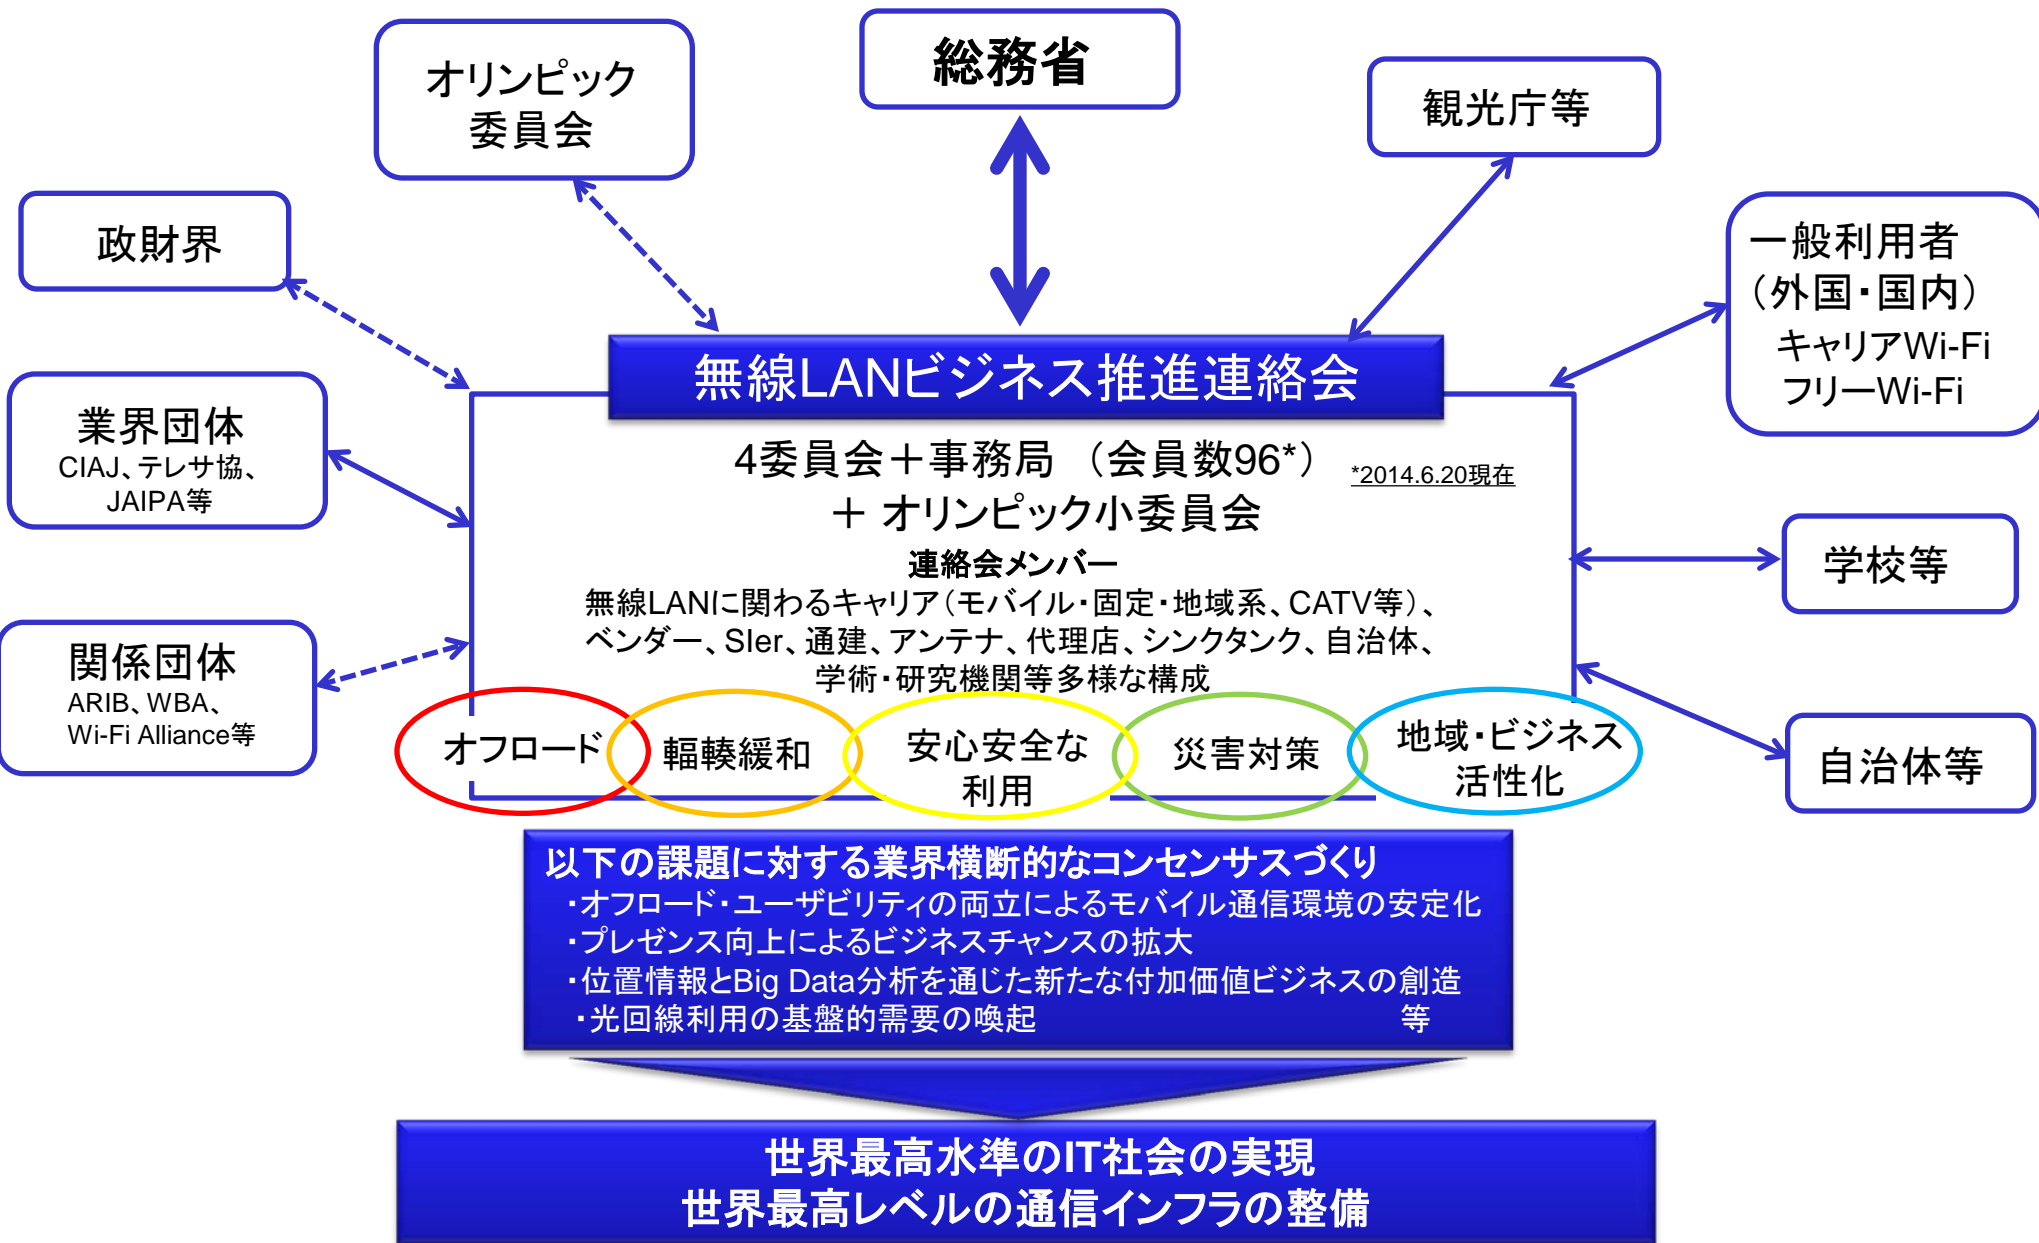 総務省
オリンピック
委員会
観光庁等
政財界
一般利用者
（外国・国内）
キャリアWi-Fi
フリーWi-Fi
無線LANビジネス推進連絡会
業界団体
CIAJ、テレサ協、
JAIPA等
4委員会＋事務局　（会員数96*）
*2014.6.20現在
＋ オリンピック小委員会
連絡会メンバー
無線LANに関わるキャリア（モバイル・固定・地域系、CATV等）、
ベンダー、SIer、通建、アンテナ、代理店、シンクタンク、自治体、
学術・研究機関等多様な構成
学校等
関係団体
ARIB、WBA、
Wi-Fi Alliance等
自治体等
オフロード
輻輳緩和
安心安全な
利用
災害対策
地域・ビジネス
活性化
以下の課題に対する業界横断的なコンセンサスづくり
・オフロード・ユーザビリティの両立によるモバイル通信環境の安定化
・プレゼンス向上によるビジネスチャンスの拡大
・位置情報とBig Data分析を通じた新たな付加価値ビジネスの創造
・光回線利用の基盤的需要の喚起　　　　　　　　　等
世界最高水準のIT社会の実現
世界最高レベルの通信インフラの整備